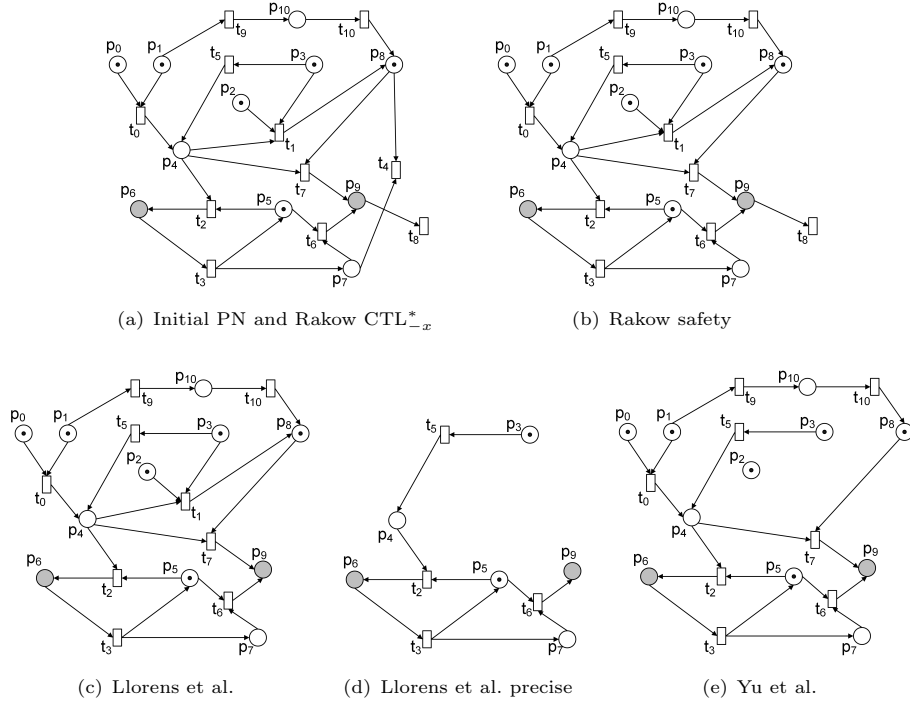 p10
t9
t10
p0
p1
t5
p3
p8
p2
t0
t1
p4
t4
t7
p6
p9
p5
t2
t6
t8
t3
p7
(a) Initial PN and Rakow CTL*−x
p10
t9
t10
p0
p1
t5
p3
p8
p2
t0
t1
p4
t7
p6
p9
p5
t2
t6
t8
t3
p7
(b) Rakow safety
p10
t9
t10
p0
p1
t5
p3
p8
p2
t0
t1
p4
t7
p6
p9
p5
t2
t6
t3
p7
(c) Llorens et al.
t5
p3
p4
p6
p9
p5
t2
t6
t3
p7
(d) Llorens et al. precise
p10
t9
t10
p0
p1
t5
p3
p8
p2
t0
p4
t7
p6
p9
p5
t2
t6
t3
p7
(e) Yu et al.